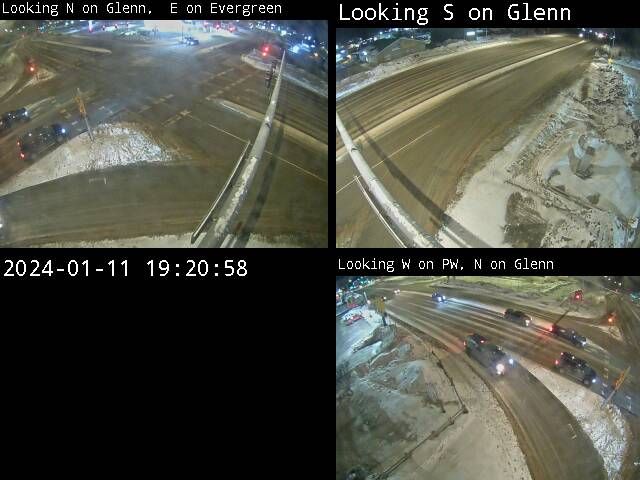 Looking N on Glenn, E on Evergreen
Looking S on Glenn
2024-01-11 19:20:58
Looking W on PW, N on Glenn